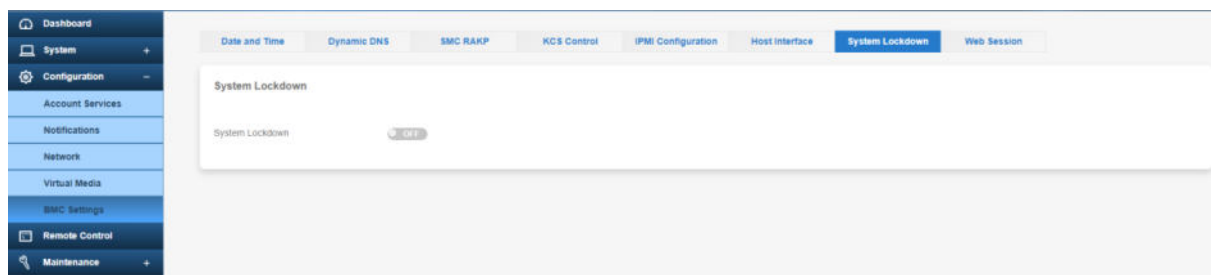 Dashboard
System +
Configuration −
Account Services
Notifications
Network
Virtual Media
BMC Settings
Remote Control
Maintenance +
Date and Time Dynamic DNS SMC RAKP KCS Control IPMI Configuration Host Interface System Lockdown Web Session
System Lockdown
System Lockdown OFF